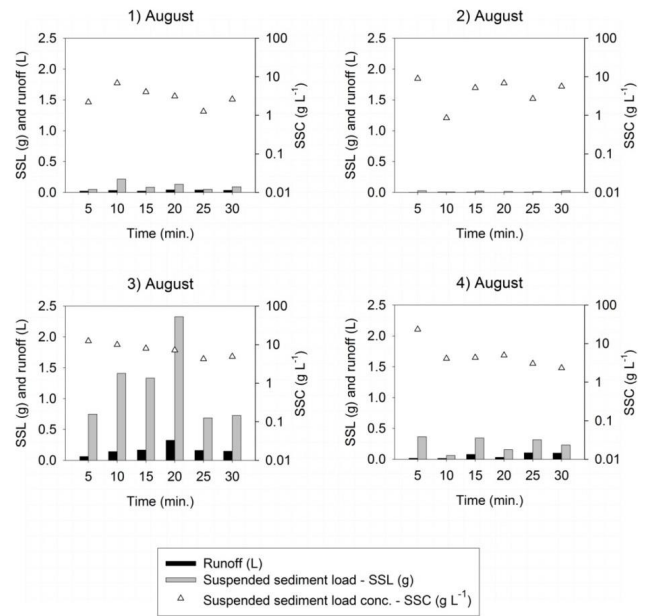 1) August
2) August
SSL (g) and runoff (L)
2.5
2.0
1.5
1.0
0.5
0.0
100
10
1
0.1
0.01
SSC (g L-1)
5 10 15 20 25 30
Time (min.)
SSL (g) and runoff (L)
2.5
2.0
1.5
1.0
0.5
0.0
100
10
1
0.1
0.01
SSC (g L-1)
5 10 15 20 25 30
Time (min.)
3) August
4) August
SSL (g) and runoff (L)
2.5
2.0
1.5
1.0
0.5
0.0
100
10
1
0.1
0.01
SSC (g L-1)
5 10 15 20 25 30
Time (min.)
SSL (g) and runoff (L)
2.5
2.0
1.5
1.0
0.5
0.0
100
10
1
0.1
0.01
SSC (g L-1)
5 10 15 20 25 30
Time (min.)
Runoff (L)
Suspended sediment load - SSL (g)
Suspended sediment load conc. - SSC (g L-1)